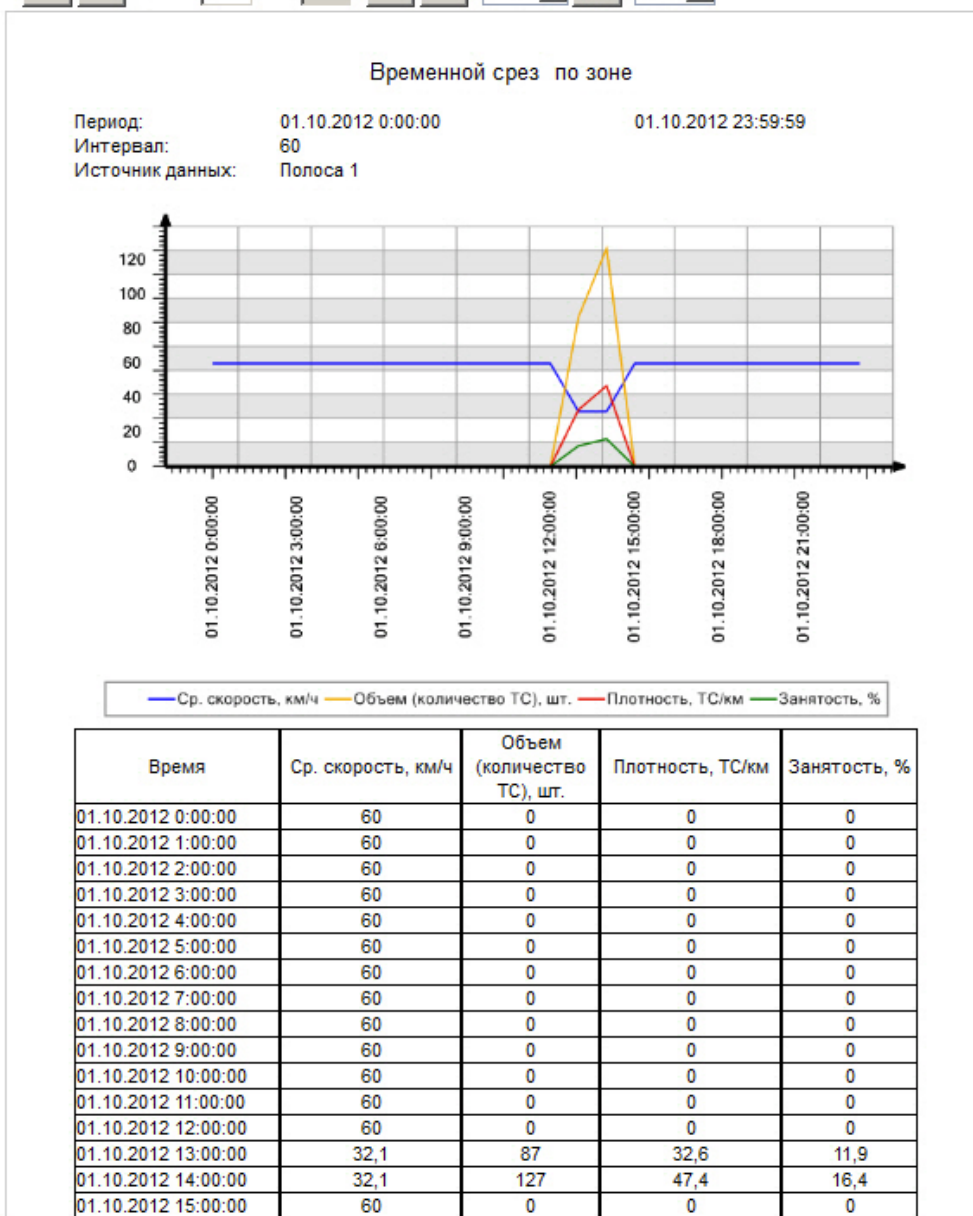 Временной срез по зоне
Период: 01.10.2012 0:00:00 01.10.2012 23:59:59
Интервал: 60
Источник данных: Полоса 1
120
100
80
60
40
20
0
01.10.2012 0:00:00
01.10.2012 3:00:00
01.10.2012 6:00:00
01.10.2012 9:00:00
01.10.2012 12:00:00
01.10.2012 15:00:00
01.10.2012 18:00:00
01.10.2012 21:00:00
Ср. скорость, км/ч Объем (количество ТС), шт. Плотность, ТС/км Занятость, %
Время Ср. скорость, км/ч Объем (количество ТС), шт. Плотность, ТС/км Занятость, %
01.10.2012 0:00:00 60 0 0 0
01.10.2012 1:00:00 60 0 0 0
01.10.2012 2:00:00 60 0 0 0
01.10.2012 3:00:00 60 0 0 0
01.10.2012 4:00:00 60 0 0 0
01.10.2012 5:00:00 60 0 0 0
01.10.2012 6:00:00 60 0 0 0
01.10.2012 7:00:00 60 0 0 0
01.10.2012 8:00:00 60 0 0 0
01.10.2012 9:00:00 60 0 0 0
01.10.2012 10:00:00 60 0 0 0
01.10.2012 11:00:00 60 0 0 0
01.10.2012 12:00:00 60 0 0 0
01.10.2012 13:00:00 32,1 87 32,6 11,9
01.10.2012 14:00:00 32,1 127 47,4 16,4
01.10.2012 15:00:00 60 0 0 0